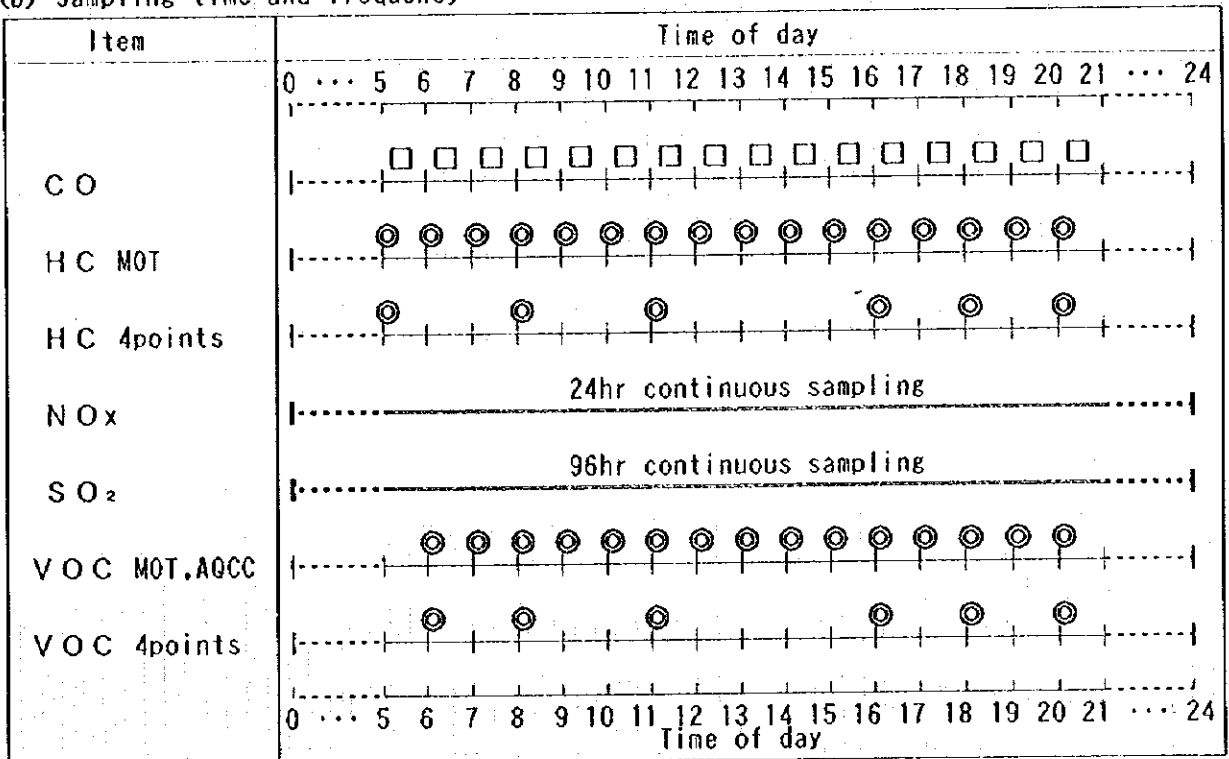 (b) Sampling time and frequency
Item
Time of day
0 ··· 5 6 7 8 9 10 11 12 13 14 15 16 17 18 19 20 21 ··· 24
CO
HC MOT
HC 4points
24hr continuous sampling
NOx
96hr continuous sampling
SO₂
VOC MOT.AQCC
VOC 4points
0 ··· 5 6 7 8 9 10 11 12 13 14 15 16 17 18 19 20 21 ··· 24
Time of day